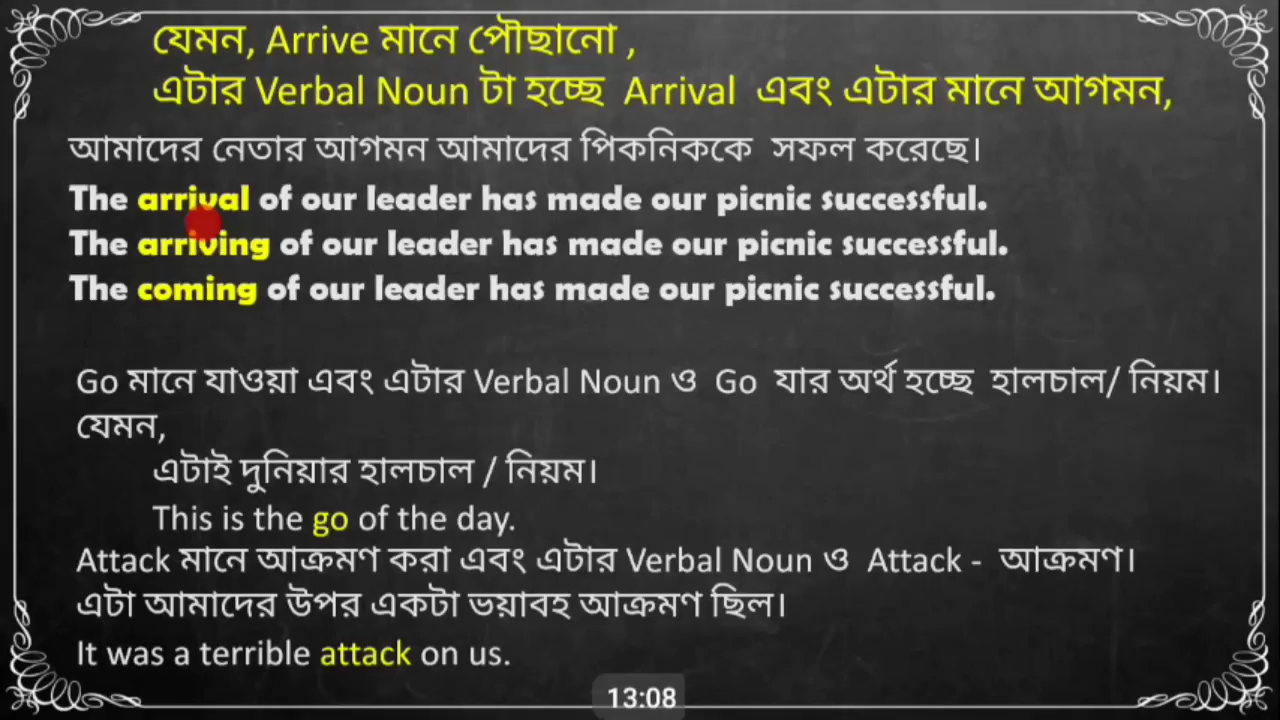 যেমন, Arrive মানে পৌছানো ,
এটার Verbal Noun টা হচ্ছে Arrival এবং এটার মানে আগমন,
আমাদের নেতার আগমন আমাদের পিকনিককে সফল করেছে।
The arrival of our leader has made our picnic successful.
The arriving of our leader has made our picnic successful.
The coming of our leader has made our picnic successful.
Go মানে যাওয়া এবং এটার Verbal Noun ও Go যার অর্থ হচ্ছে হালচাল/ নিয়ম।
যেমন,
এটাই দুনিয়ার হালচাল / নিয়ম।
This is the go of the day.
Attack মানে আক্রমণ করা এবং এটার Verbal Noun ও Attack - আক্রমণ।
এটা আমাদের উপর একটা ভয়াবহ আক্রমণ ছিল।
It was a terrible attack on us.
13:08